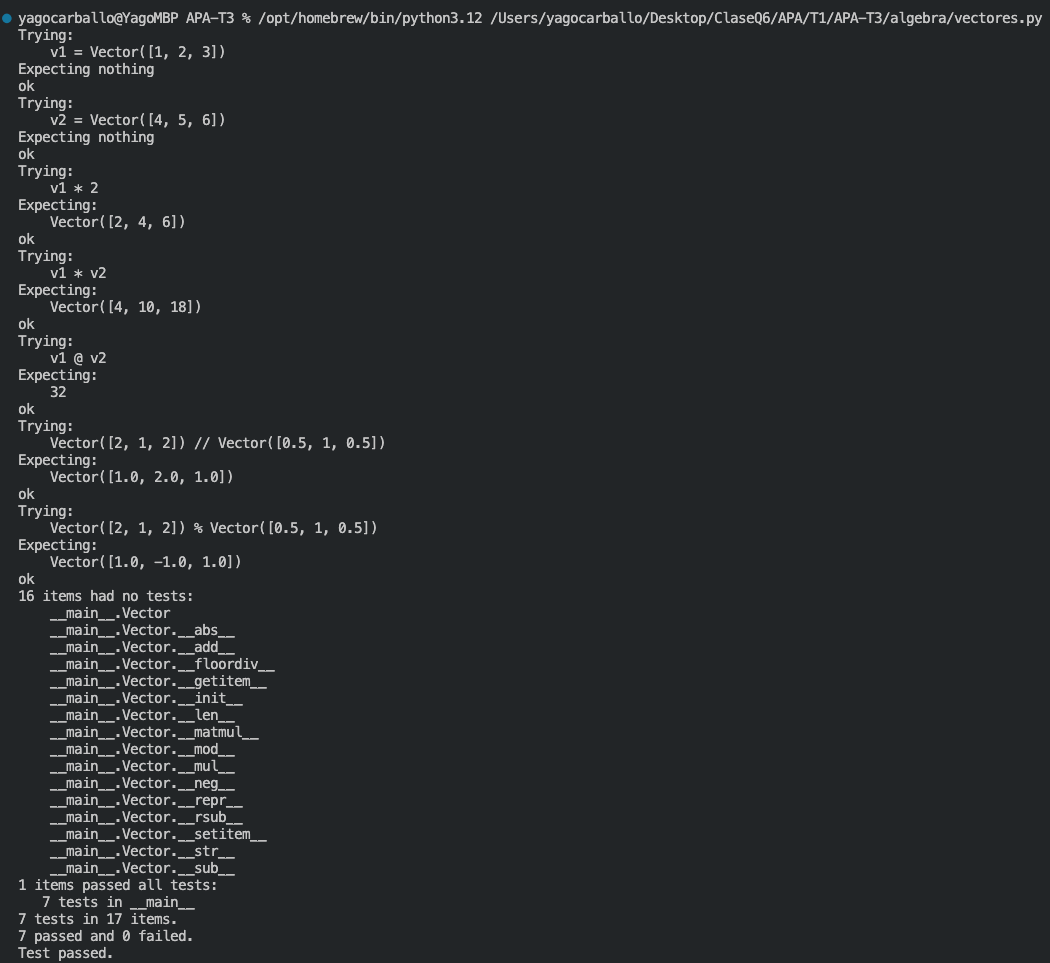 yagocarballo@YagoMBP APA-T3 % /opt/homebrew/bin/python3.12 /Users/yagocarballo/Desktop/ClaseQ6/APA/T1/APA-T3/algebra/vectores.py
Trying:
    v1 = Vector([1, 2, 3])
Expecting nothing
ok
Trying:
    v2 = Vector([4, 5, 6])
Expecting nothing
ok
Trying:
    v1 * 2
Expecting:
    Vector([2, 4, 6])
ok
Trying:
    v1 * v2
Expecting:
    Vector([4, 10, 18])
ok
Trying:
    v1 @ v2
Expecting:
    32
ok
Trying:
    Vector([2, 1, 2]) // Vector([0.5, 1, 0.5])
Expecting:
    Vector([1.0, 2.0, 1.0])
ok
Trying:
    Vector([2, 1, 2]) % Vector([0.5, 1, 0.5])
Expecting:
    Vector([1.0, -1.0, 1.0])
ok
16 items had no tests:
    __main__.Vector
    __main__.Vector.__abs__
    __main__.Vector.__add__
    __main__.Vector.__floordiv__
    __main__.Vector.__getitem__
    __main__.Vector.__init__
    __main__.Vector.__len__
    __main__.Vector.__matmul__
    __main__.Vector.__mod__
    __main__.Vector.__mul__
    __main__.Vector.__neg__
    __main__.Vector.__repr__
    __main__.Vector.__rsub__
    __main__.Vector.__setitem__
    __main__.Vector.__str__
    __main__.Vector.__sub__
1 items passed all tests:
   7 tests in __main__
7 tests in 17 items.
7 passed and 0 failed.
Test passed.